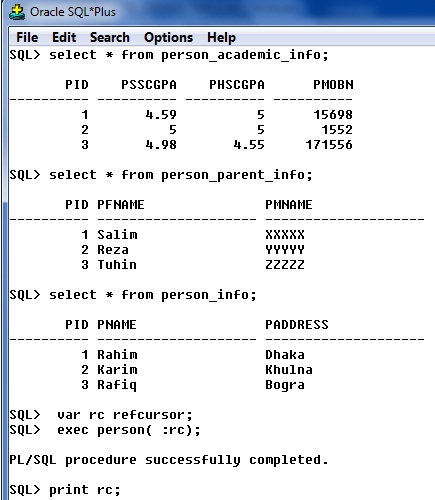 Oracle SQL*Plus
File Edit Search Options Help
SQL> select * from person_academic_info;
PID PSSCGPA PHSCGPA PMOBN
---------- ---------- ---------- ----------
1 4.59 5 15698
2 5 5 1552
3 4.98 4.55 171556
SQL> select * from person_parent_info;
PID PFNAME PMNAME
---------- -------------------- --------------------
1 Salim XXXXX
2 Reza YYYYY
3 Tuhin ZZZZZ
SQL> select * from person_info;
PID PNAME PADDRESS
---------- -------------------- --------------------
1 Rahim Dhaka
2 Karim Khulna
3 Rafiq Bogra
SQL> var rc refcursor;
SQL> exec person( :rc);
PL/SQL procedure successfully completed.
SQL> print rc;